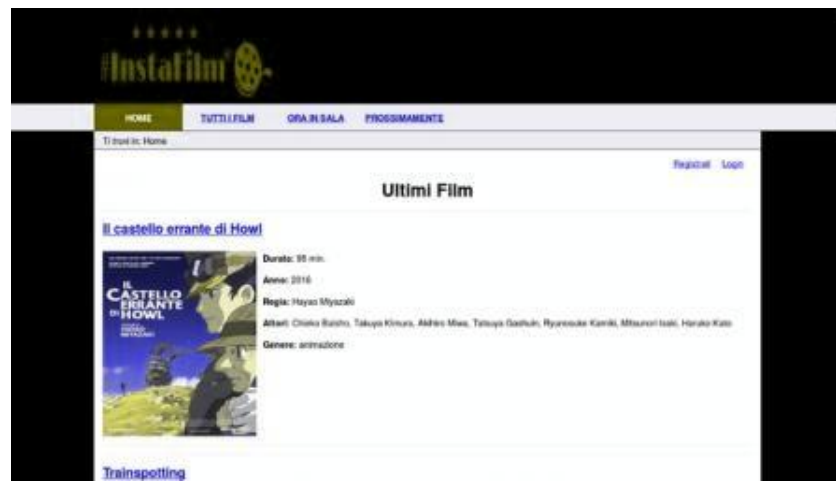 #InstaFilm
HOME TUTTI I FILM ORA IN SALA PROSSIMAMENTE
Ti trovi in: Home
Registrati Login
Ultimi Film
Il castello errante di Howl
IL
CASTELLO
ERRANTE
DI HOWL
Durata: 95 min.
Anno: 2016
Regia: Hayao Miyazaki
Attori: Chieko Baisho, Takuya Kimura, Akihiro Miwa, Tatsuya Gashuin, Ryunosuke Kamiki, Mitsunori Isaki, Haruko Kato
Genere: animazione
Trainspotting